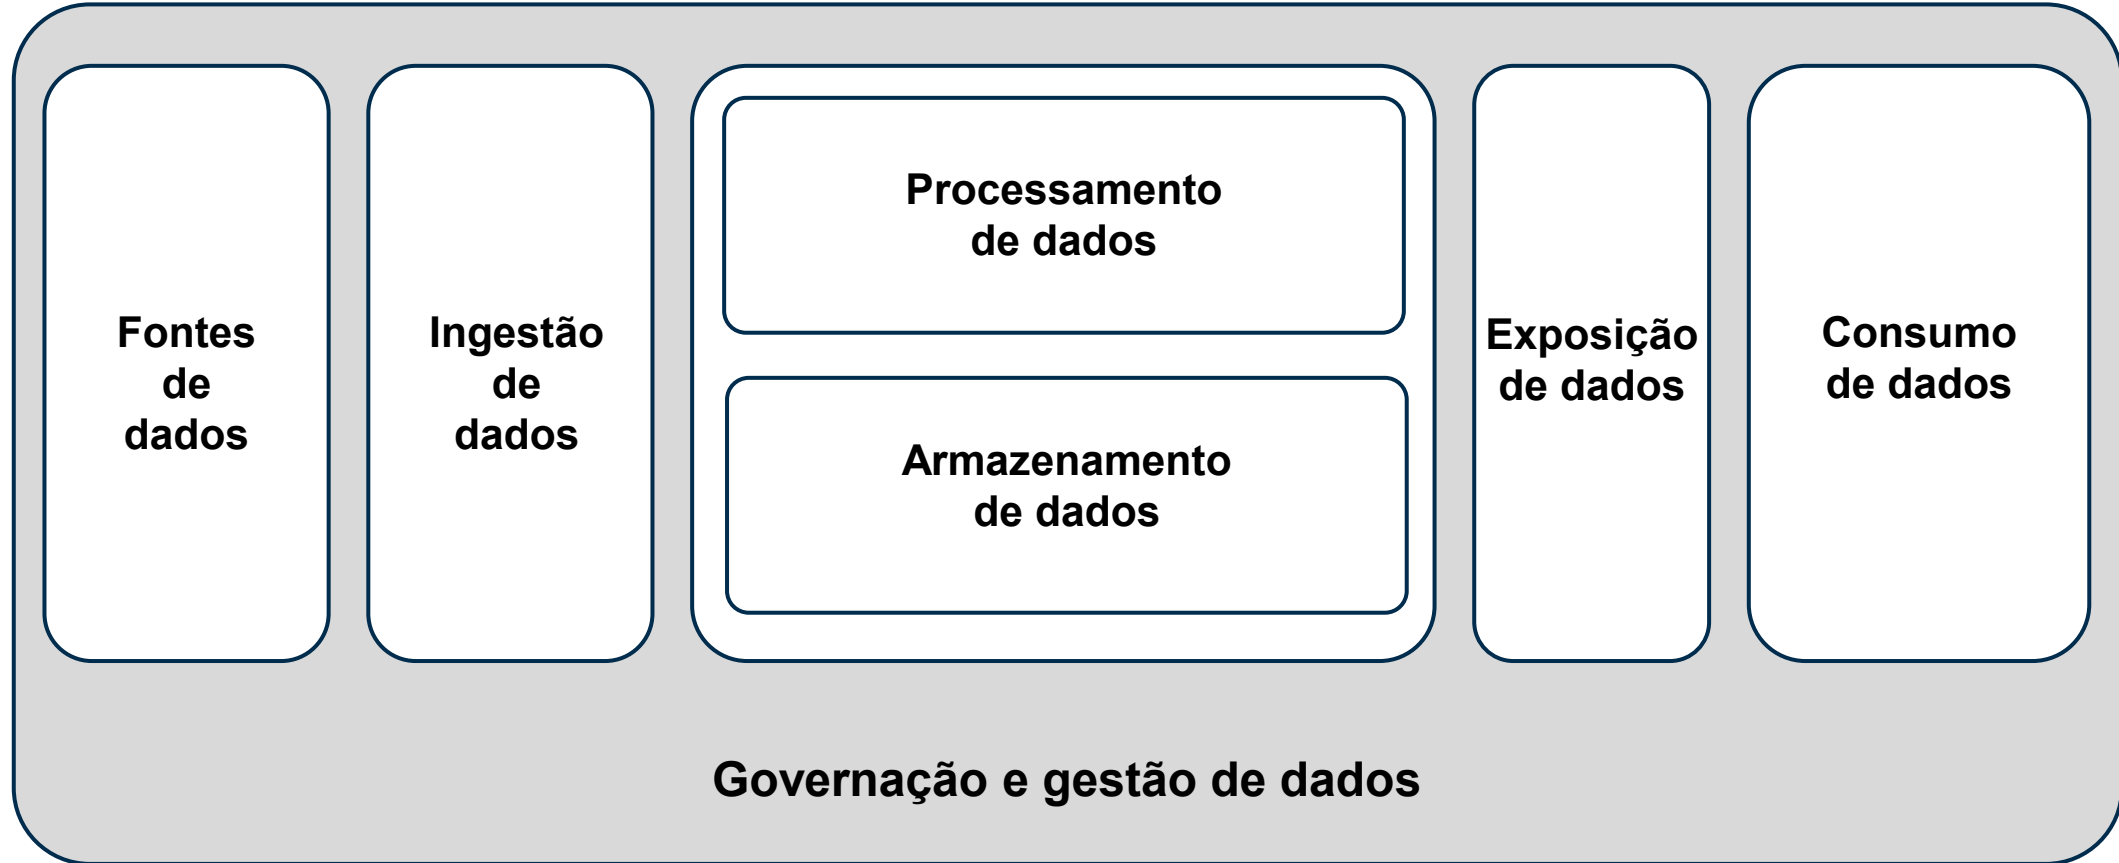 Fontes
de
dados
Ingestão
de
dados
Processamento
de dados
Armazenamento
de dados
Exposição
de dados
Consumo
de dados
Governação e gestão de dados